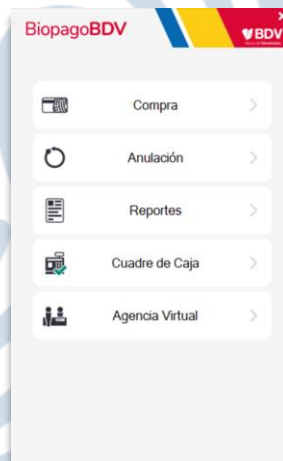 BiopagoBDV
BDV
Compra
Anulación
Reportes
Cuadre de Caja
Agencia Virtual